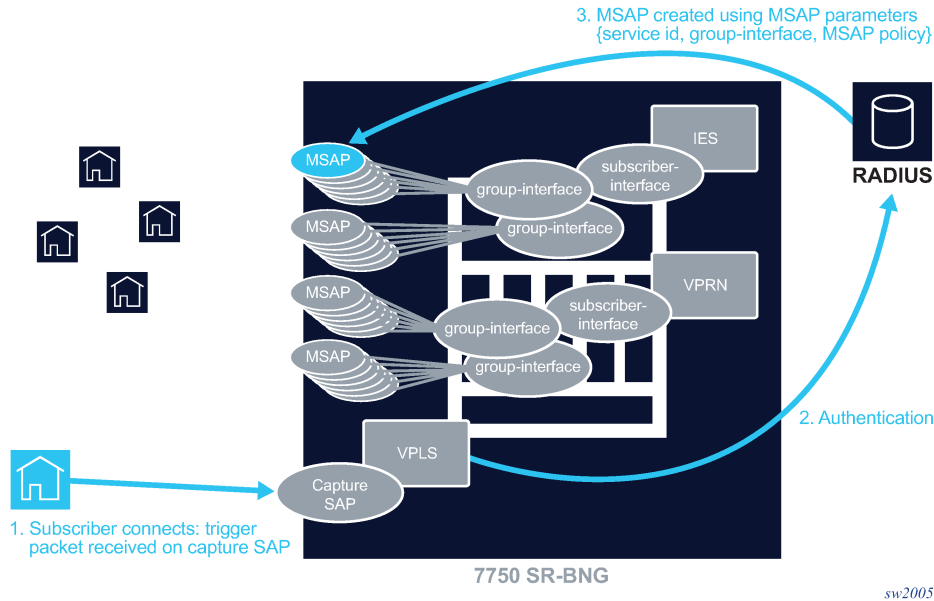 3. MSAP created using MSAP parameters
{service id, group-interface, MSAP policy}
IES
RADIUS
MSAP
subscriber-
interface
group-interface
MSAP
group-interface
MSAP
VPRN
subscriber-
interface
group-interface
MSAP
group-interface
2. Authentication
VPLS
Capture
SAP
1. Subscriber connects: trigger
packet received on capture SAP
7750 SR-BNG
sw2005